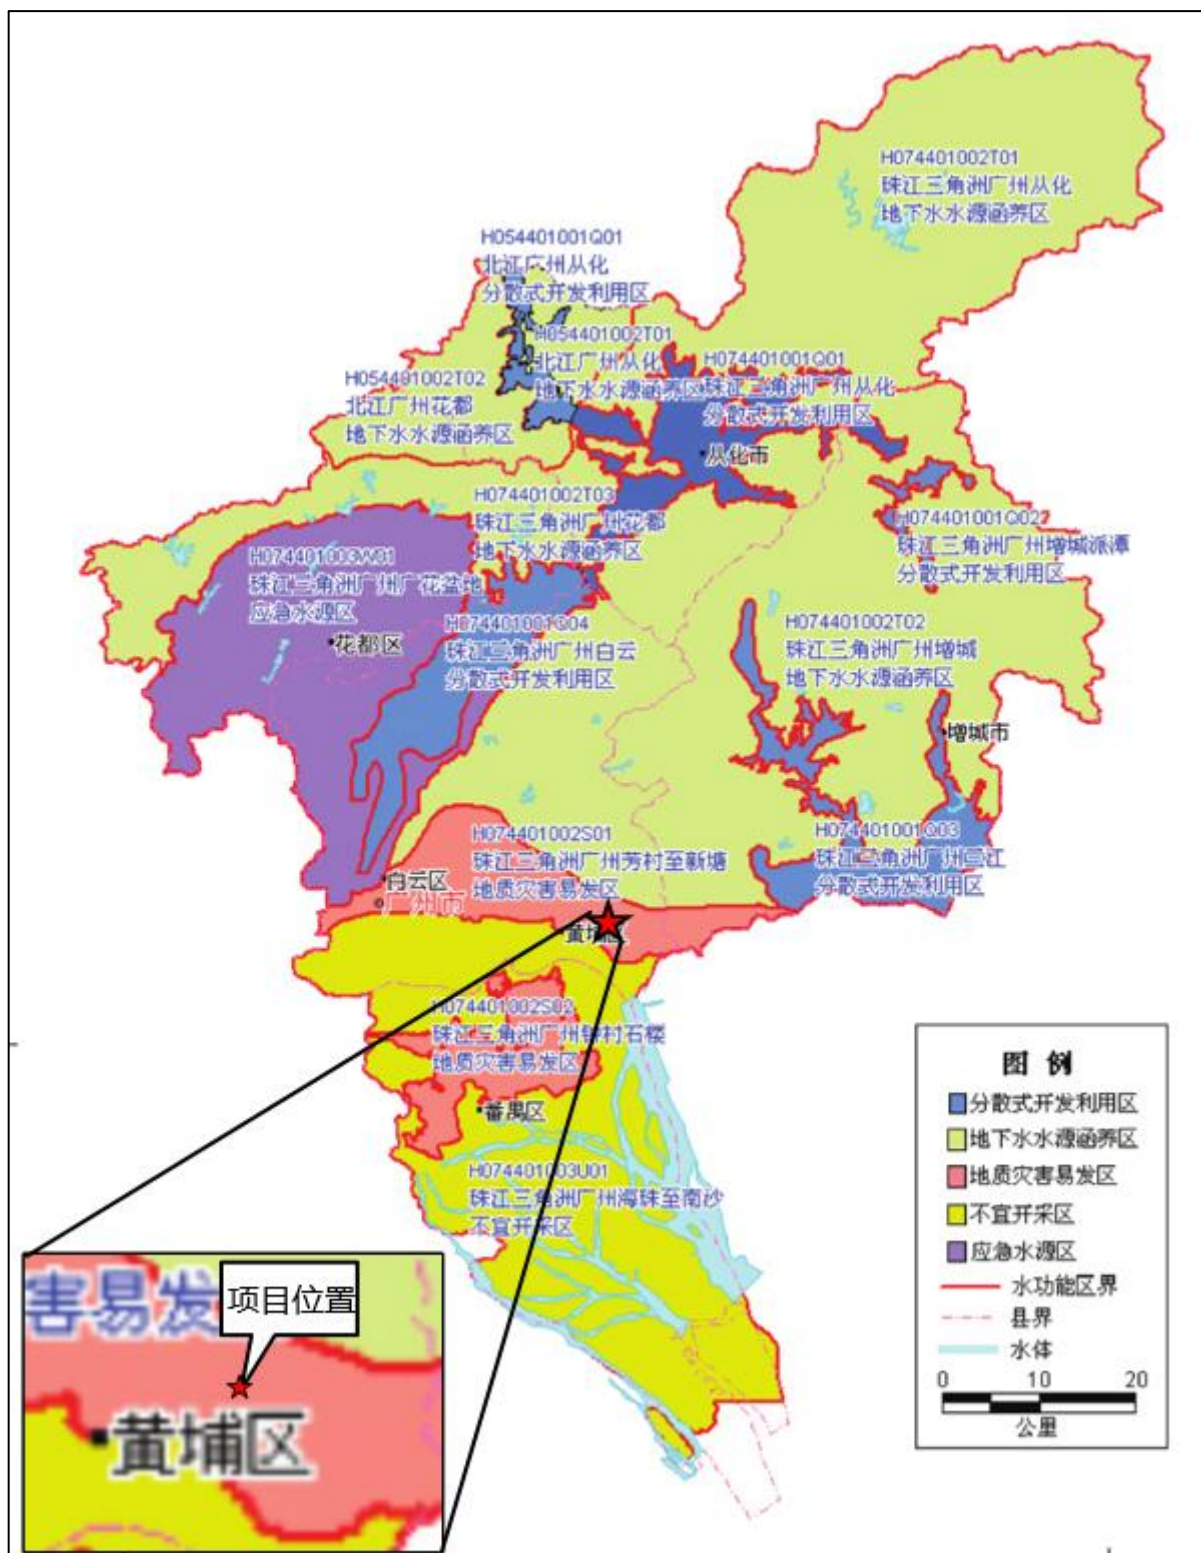 H074401002T01
珠江三角洲广州从化
地下水水源涵养区
H054401001Q01
北江广州从化
分散式开发利用区
H054401002T01
北江广州从化
地下水水源涵养区
H074401001Q01
珠江三角洲广州从化
分散式开发利用区
H054401002T02
北江广州花都
地下水水源涵养区
从化市
H074401002T03
珠江三角洲广州花都
地下水水源涵养区
H074401001Q02
珠江三角洲广州增城派潭
分散式开发利用区
H074401003W01
珠江三角洲广州广花盆地
应急水源区
花都区
H074401001Q04
珠江三角洲广州白云
分散式开发利用区
H074401002T02
珠江三角洲广州增城
地下水水源涵养区
增城市
H074401002S01
珠江三角洲广州芳村至新塘
地质灾害易发区
H074401001Q03
珠江三角洲广州三江
分散式开发利用区
白云区
广州市
黄埔区
H074401002S02
珠江三角洲广州钟村石楼
地质灾害易发区
番禺区
H074401003U01
珠江三角洲广州海珠至南沙
不宜开采区
害易发
项目位置
黄埔区
图 例
分散式开发利用区
地下水水源涵养区
地质灾害易发区
不宜开采区
应急水源区
水功能区界
县界
水体
0 10 20
公里